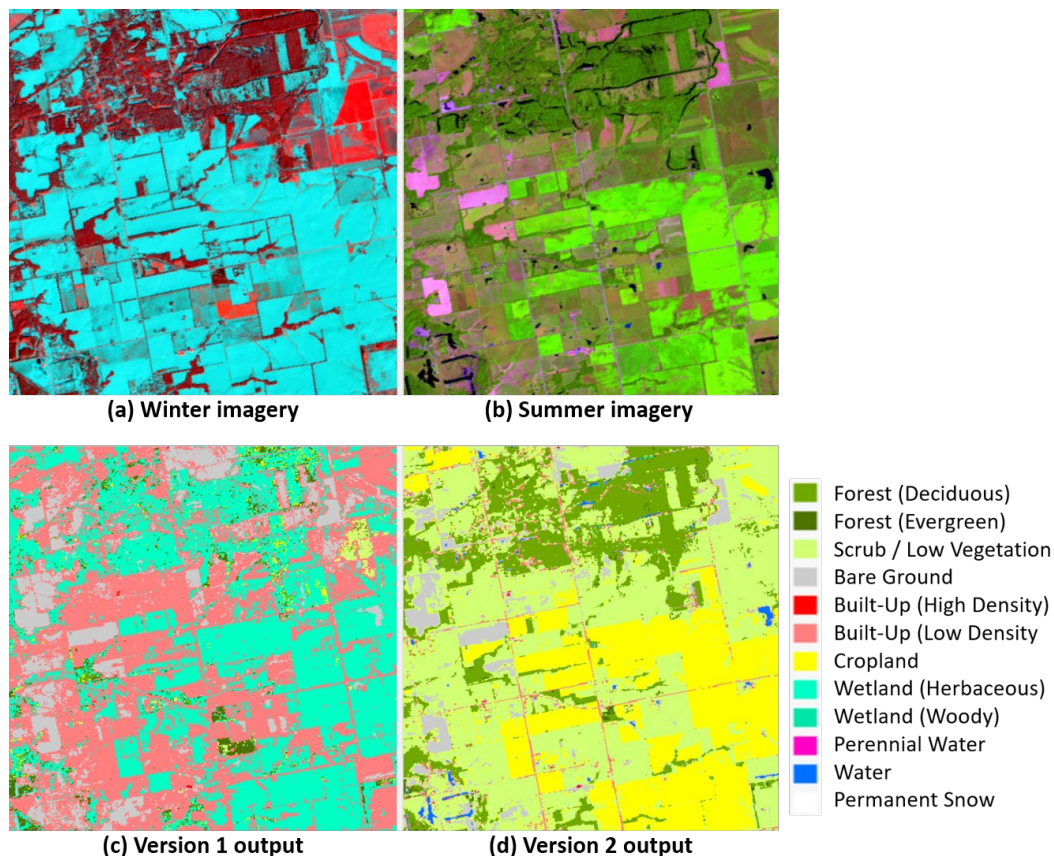 (a) Winter imagery
(b) Summer imagery
Forest (Deciduous)
Forest (Evergreen)
Scrub / Low Vegetation
Bare Ground
Built-Up (High Density)
Built-Up (Low Density
Cropland
Wetland (Herbaceous)
Wetland (Woody)
Perennial Water
Water
Permanent Snow
(c) Version 1 output
(d) Version 2 output